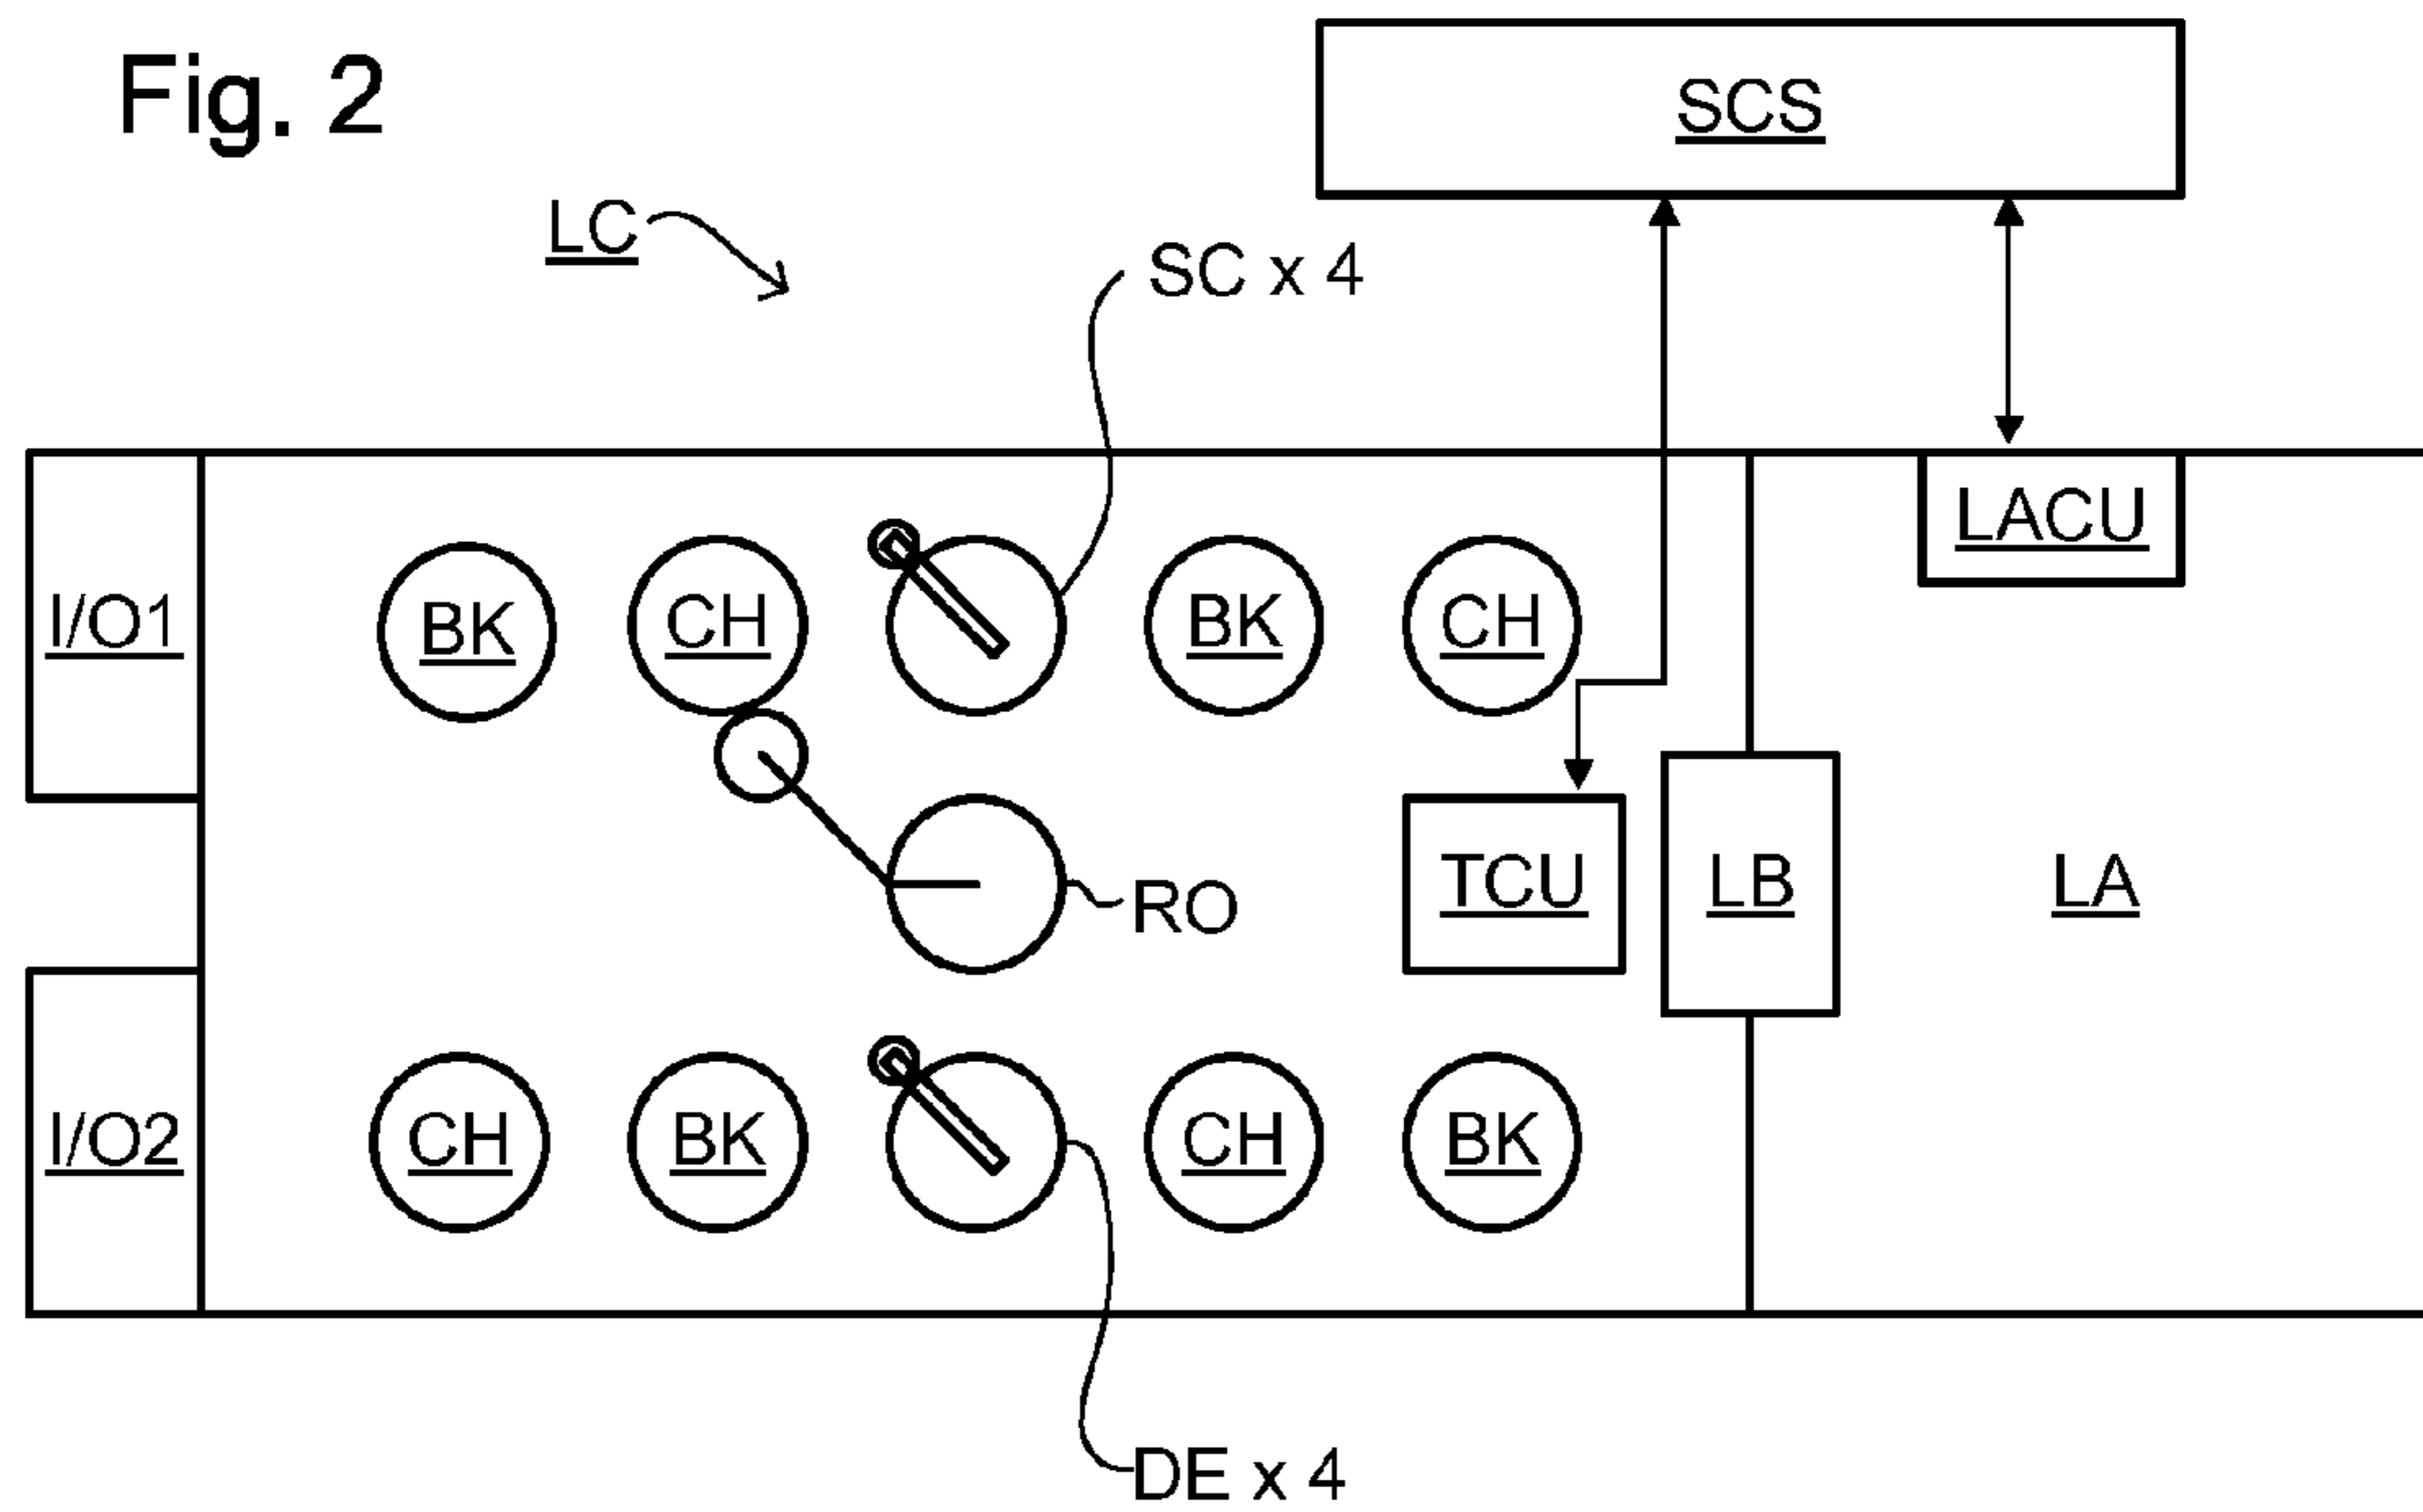 Fig. 2
SCS
LC
SC x 4
LACU
I/O1
BK
CH
BK
CH
TCU
LB
LA
RO
I/O2
CH
BK
CH
BK
DE x 4